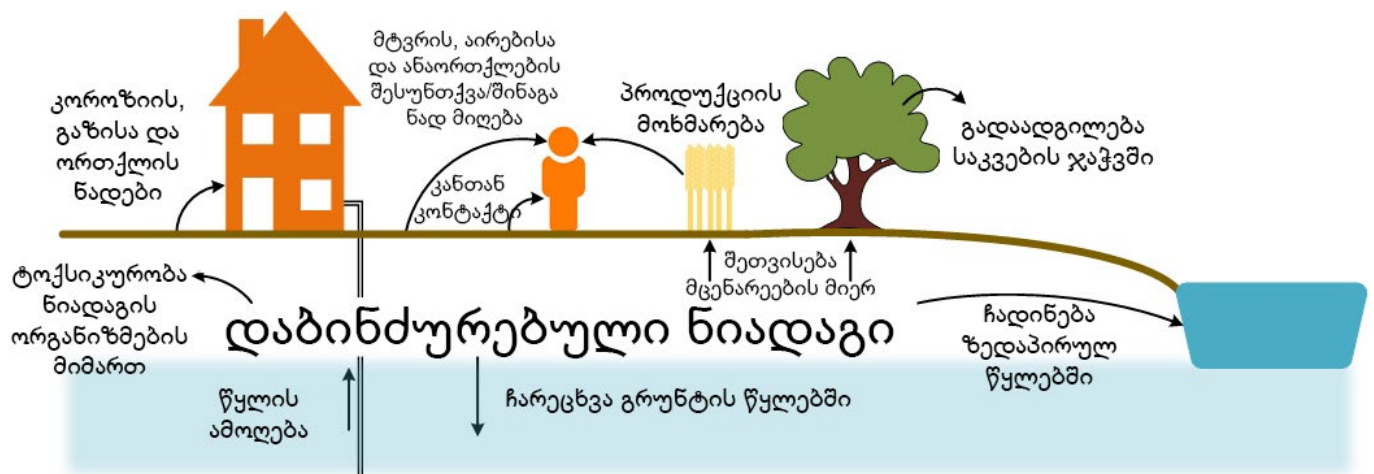 კოროზიის,
გაზისა და
ორთქლის
ნადები
მტვრის, აირებისა
და ანაორთქლების
შესუნთქვა/შინაგა
ნად მიღება
კანთან
კონტაქტი
პროდუქციის
მოხმარება
გადაადგილება
საკვების ჯაჭვში
ტოქსიკურობა
ნიადაგის
ორგანიზმების
მიმართ
შეთვისება
მცენარეების მიერ
დაბინძურებული ნიადაგი
ჩადინება
ზედაპირულ
წყლებში
წყლის
ამოღება
ჩარეცხვა გრუნტის წყლებში